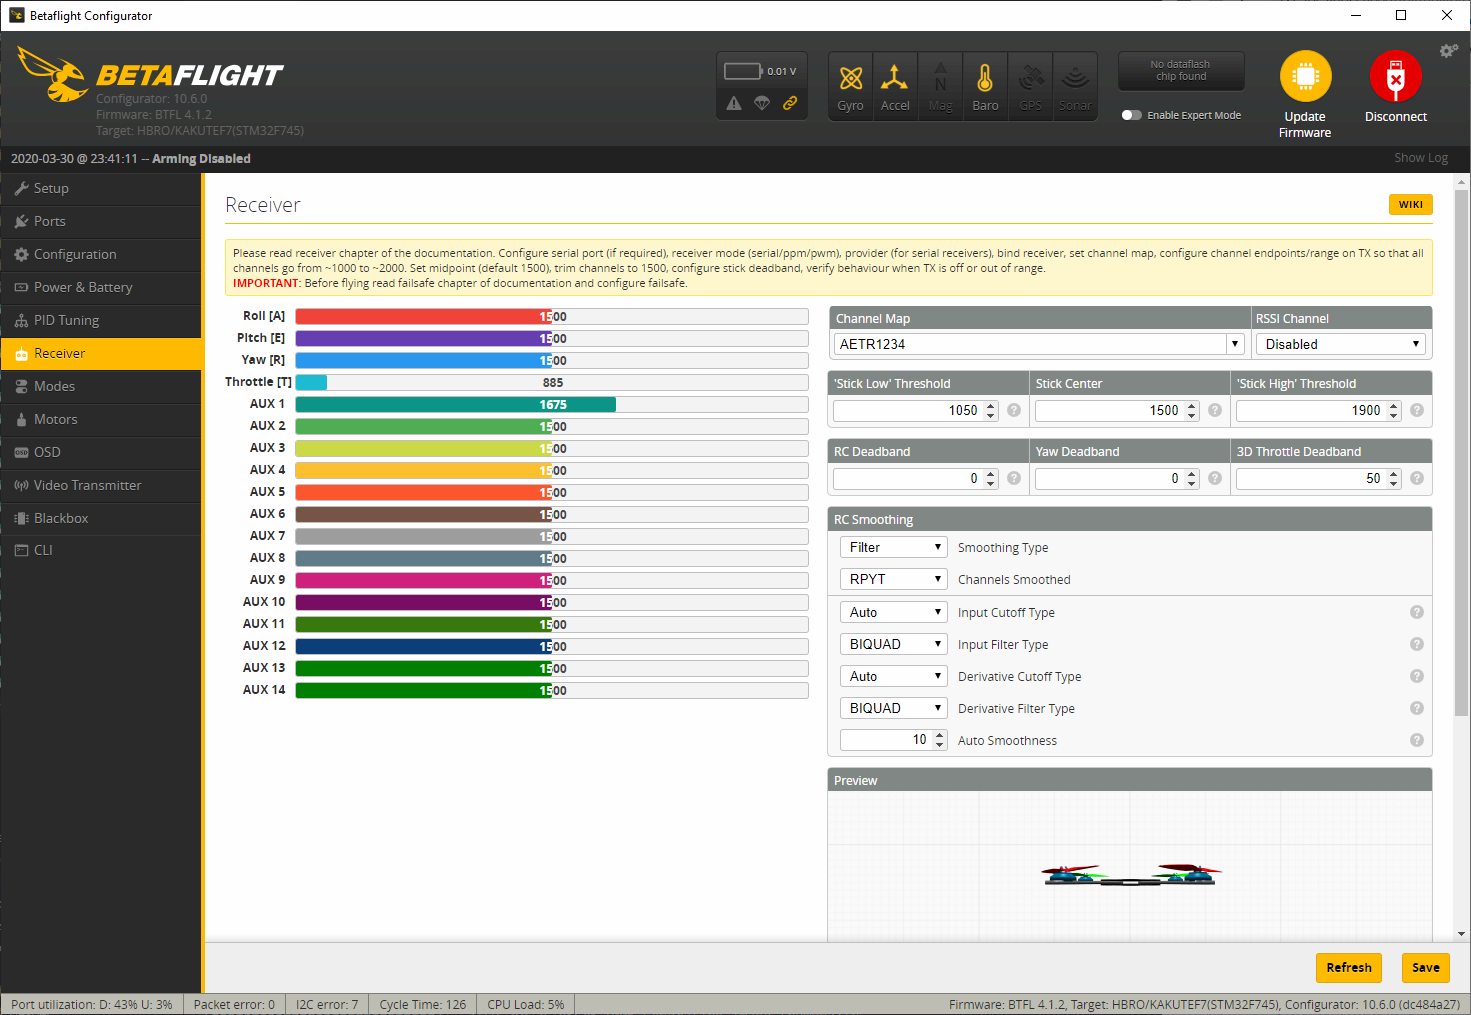 Betaflight Configurator
BETAFLIGHT
Configurator: 10.6.0
Firmware: BTFL 4.1.2
Target: HBRO/KAKUTEF7(STM32F745)
0.01 V
Gyro
Accel
N
Mag
Baro
GPS
Sonar
No dataflash
chip found
Enable Expert Mode
Update
Firmware
Disconnect
2020-03-30 @ 23:41:11 -- Arming Disabled
Show Log
Setup
Ports
Configuration
Power & Battery
PID Tuning
Receiver
Modes
Motors
OSD OSD
Video Transmitter
Blackbox
CLI
Receiver
WIKI
Please read receiver chapter of the documentation. Configure serial port (if required), receiver mode (serial/ppm/pwm), provider (for serial receivers), bind receiver, set channel map, configure channel endpoints/range on TX so that all
channels go from ~1000 to ~2000. Set midpoint (default 1500), trim channels to 1500, configure stick deadband, verify behaviour when TX is off or out of range.
IMPORTANT: Before flying read failsafe chapter of documentation and configure failsafe.
Roll [A] 1500
Pitch [E] 1500
Yaw [R] 1500
Throttle [T] 885
AUX 1 1675
AUX 2 1500
AUX 3 1500
AUX 4 1500
AUX 5 1500
AUX 6 1500
AUX 7 1500
AUX 8 1500
AUX 9 1500
AUX 10 1500
AUX 11 1500
AUX 12 1500
AUX 13 1500
AUX 14 1500
Channel Map RSSI Channel
AETR1234 Disabled
'Stick Low' Threshold Stick Center 'Stick High' Threshold
1050 ? 1500 ? 1900 ?
RC Deadband Yaw Deadband 3D Throttle Deadband
0 ? 0 ? 50 ?
RC Smoothing
Filter Smoothing Type
RPYT Channels Smoothed
Auto Input Cutoff Type ?
BIQUAD Input Filter Type ?
Auto Derivative Cutoff Type ?
BIQUAD Derivative Filter Type ?
10 Auto Smoothness ?
Preview
Refresh Save
Port utilization: D: 43% U: 3% Packet error: 0 I2C error: 7 Cycle Time: 126 CPU Load: 5% Firmware: BTFL 4.1.2, Target: HBRO/KAKUTEF7(STM32F745), Configurator: 10.6.0 (dc484a27)